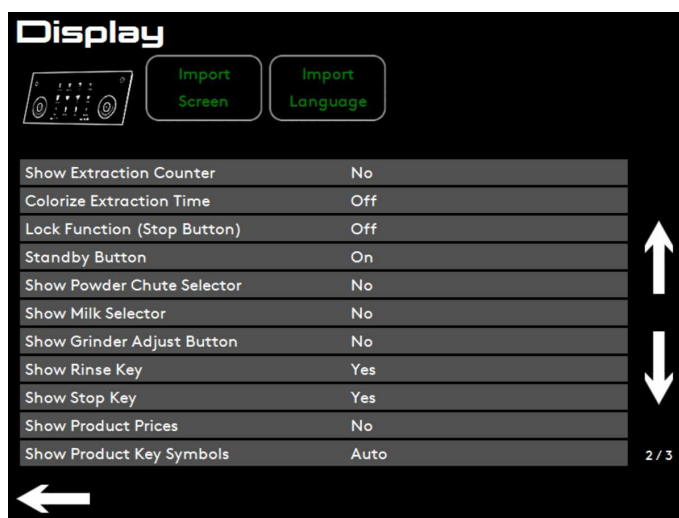 Display
Import
Screen
Import
Language
Show Extraction Counter No
Colorize Extraction Time Off
Lock Function (Stop Button) Off
Standby Button On
Show Powder Chute Selector No
Show Milk Selector No
Show Grinder Adjust Button No
Show Rinse Key Yes
Show Stop Key Yes
Show Product Prices No
Show Product Key Symbols Auto
2/3